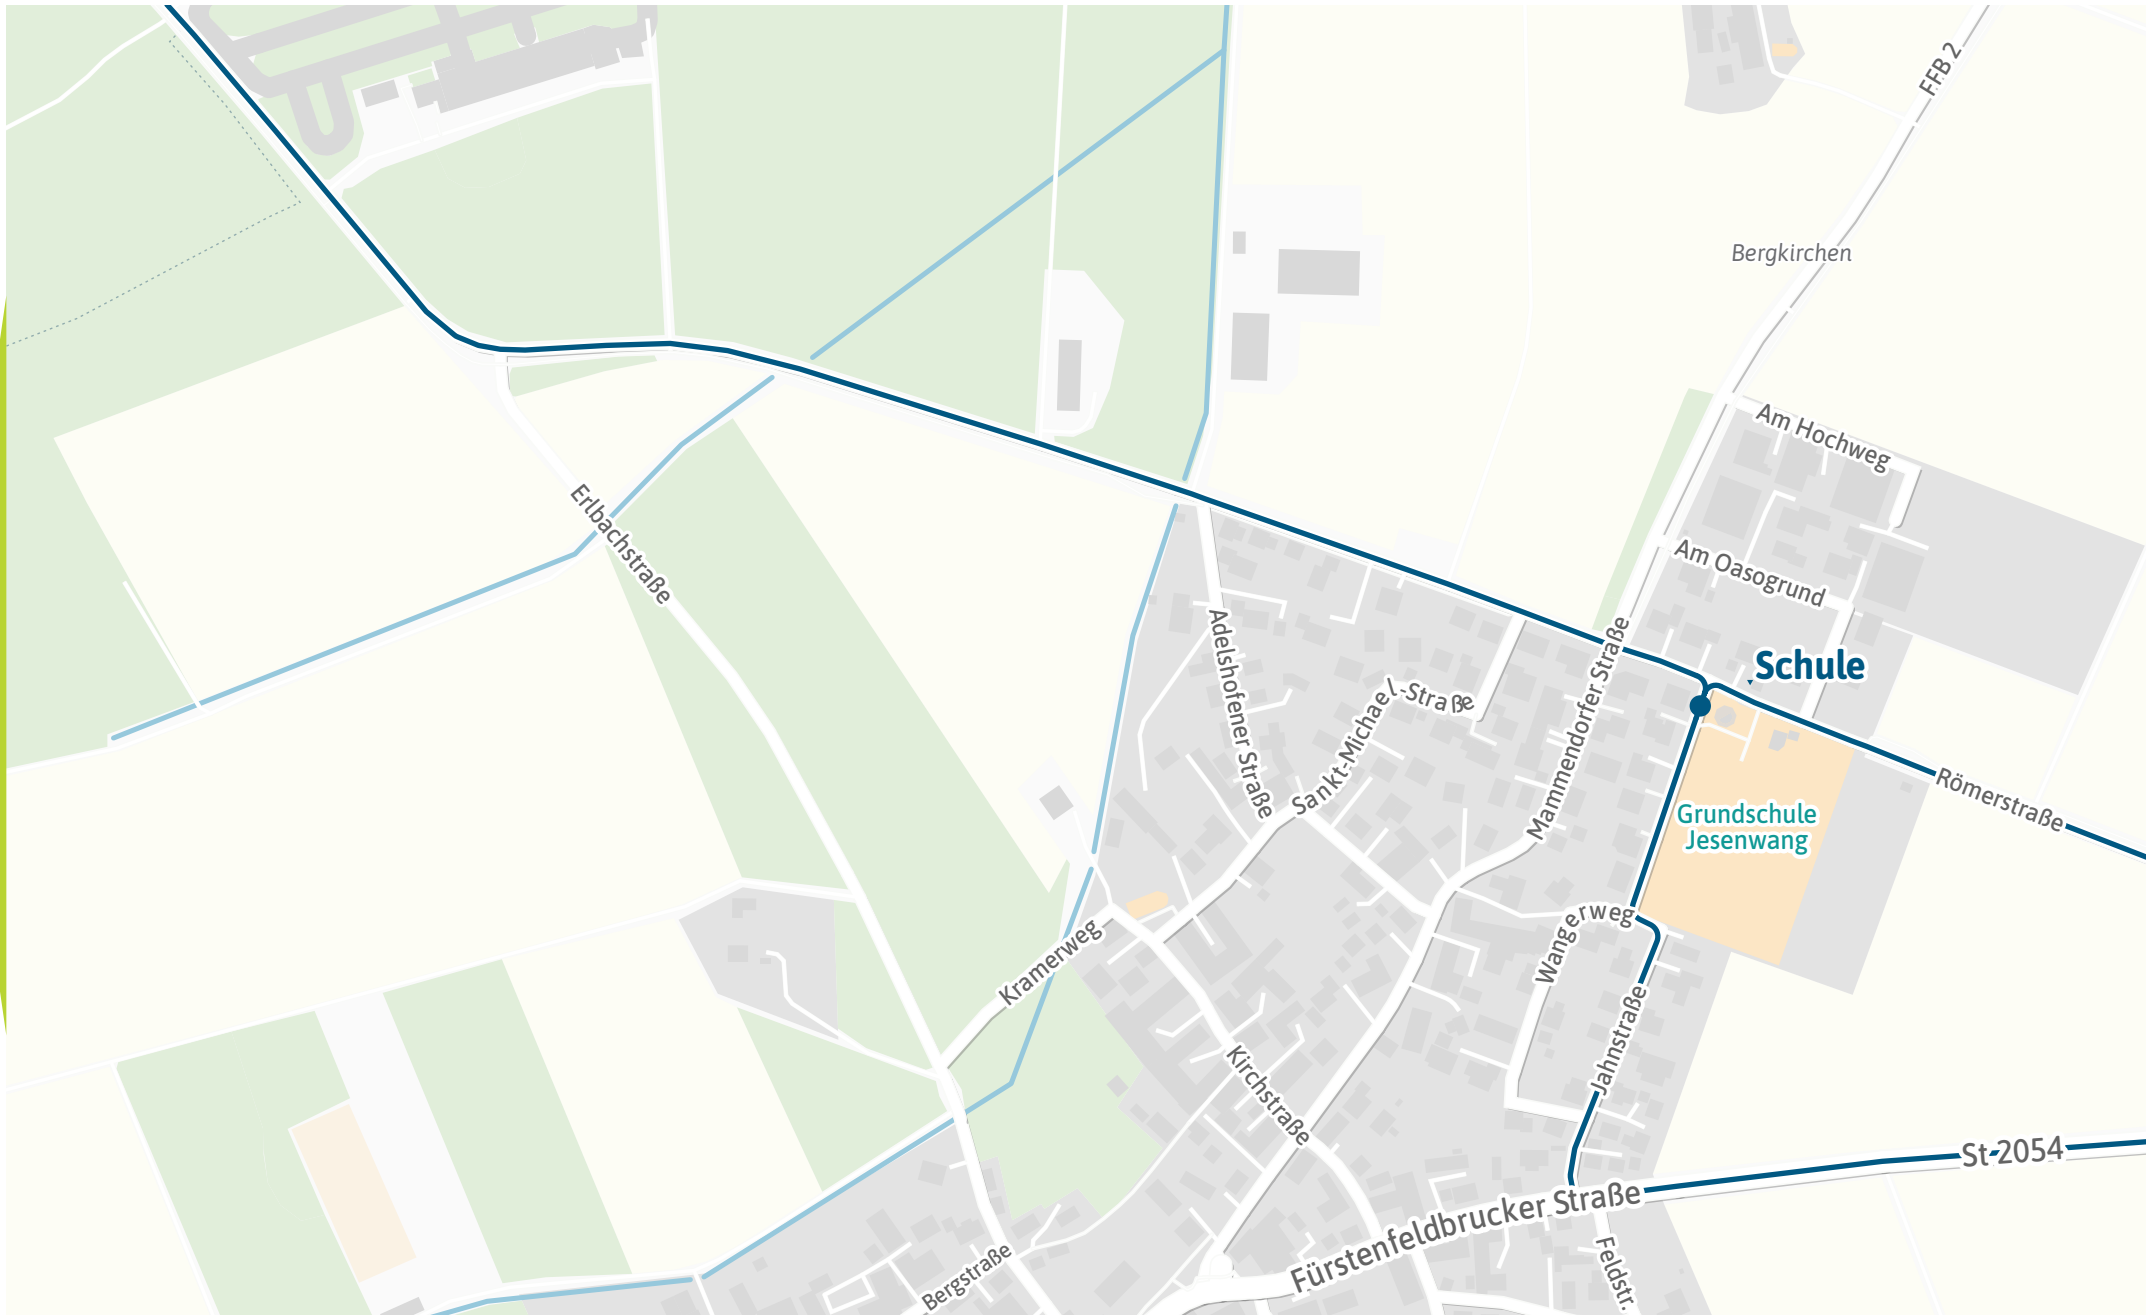 FFB 2
Bergkirchen
Am Hochweg
Erlbachstraße
Am Oasogrund
Adelshofener Straße
Schule
Sankt-Michael-Straße
Mammendorfer Straße
Römerstraße
Grundschule
Jesenwang
Wangerweg
Kramerweg
Jahnstraße
Kirchstraße
St 2054
Fürstenfeldbrucker Straße
Feldstr.
Bergstraße